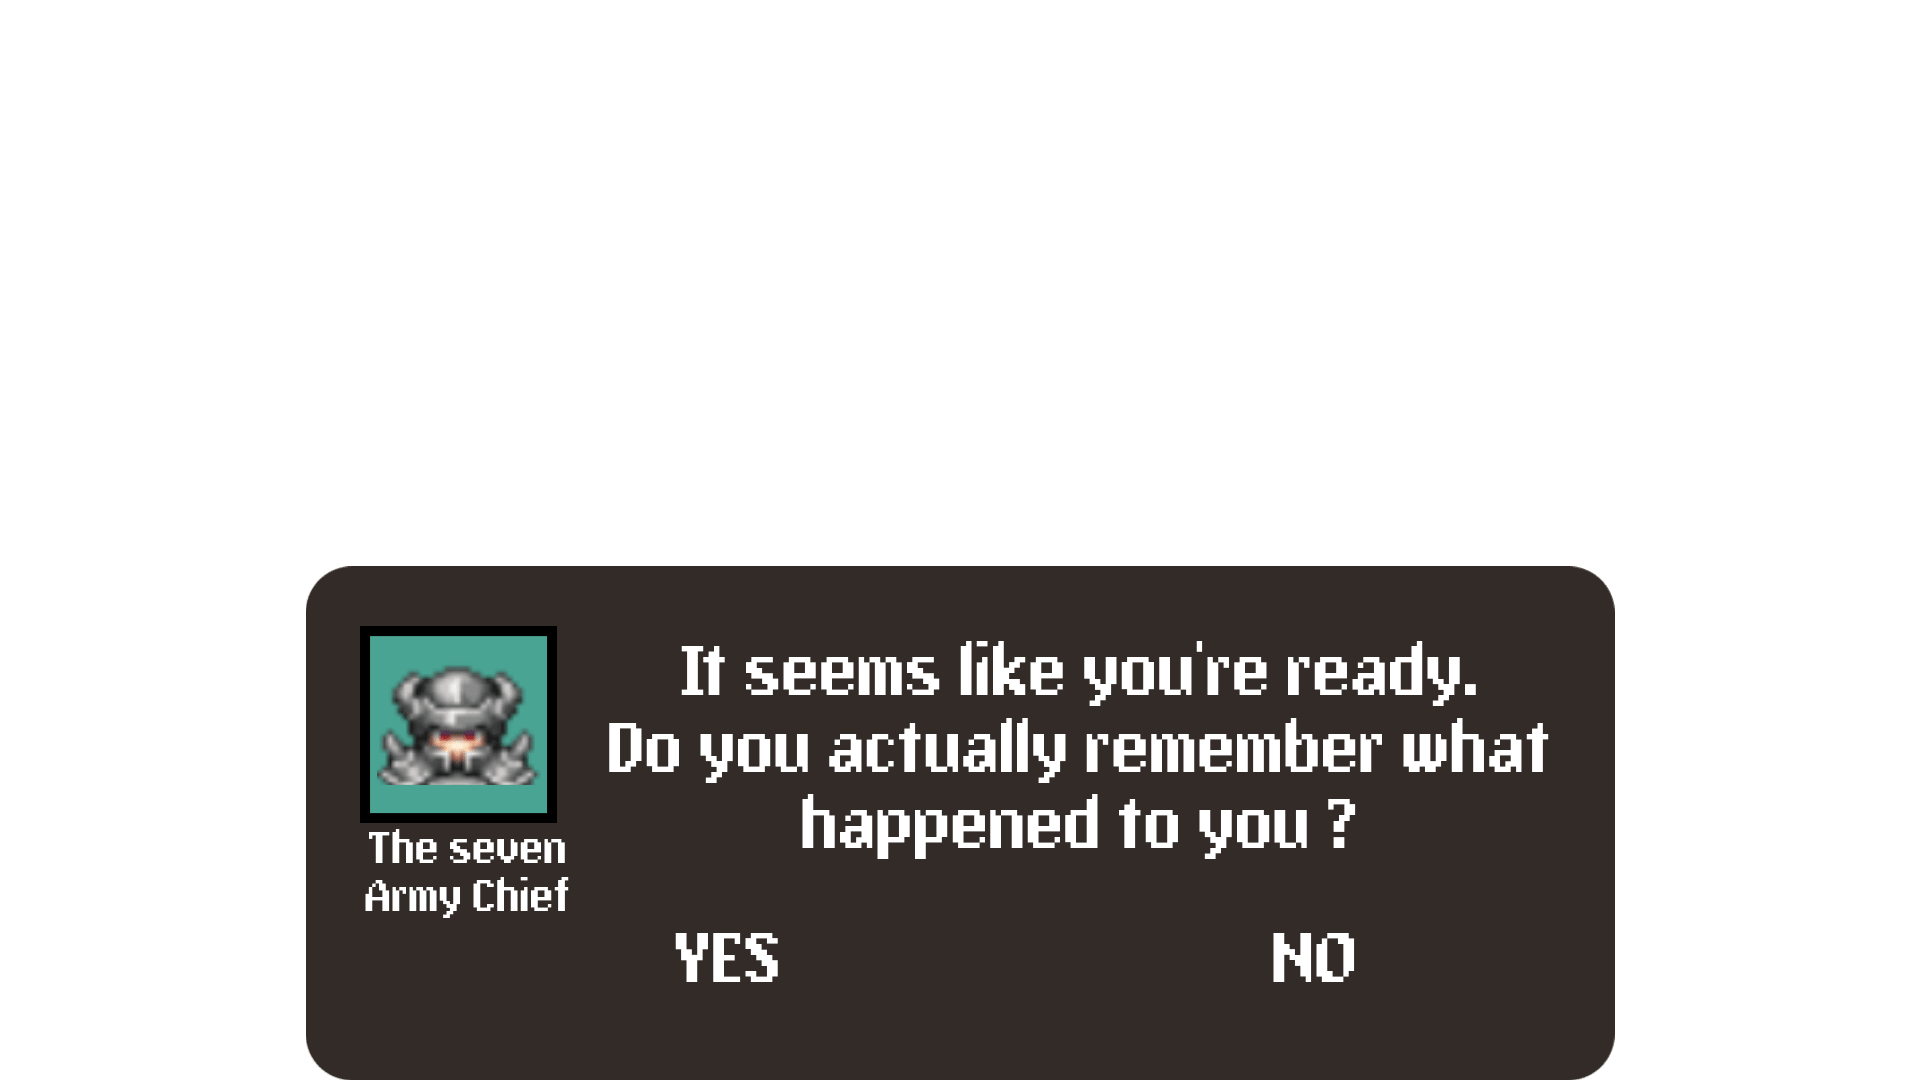 It seems like you're ready.
Do you actually remember what
happened to you ?
The seven
Army Chief
YES
NO